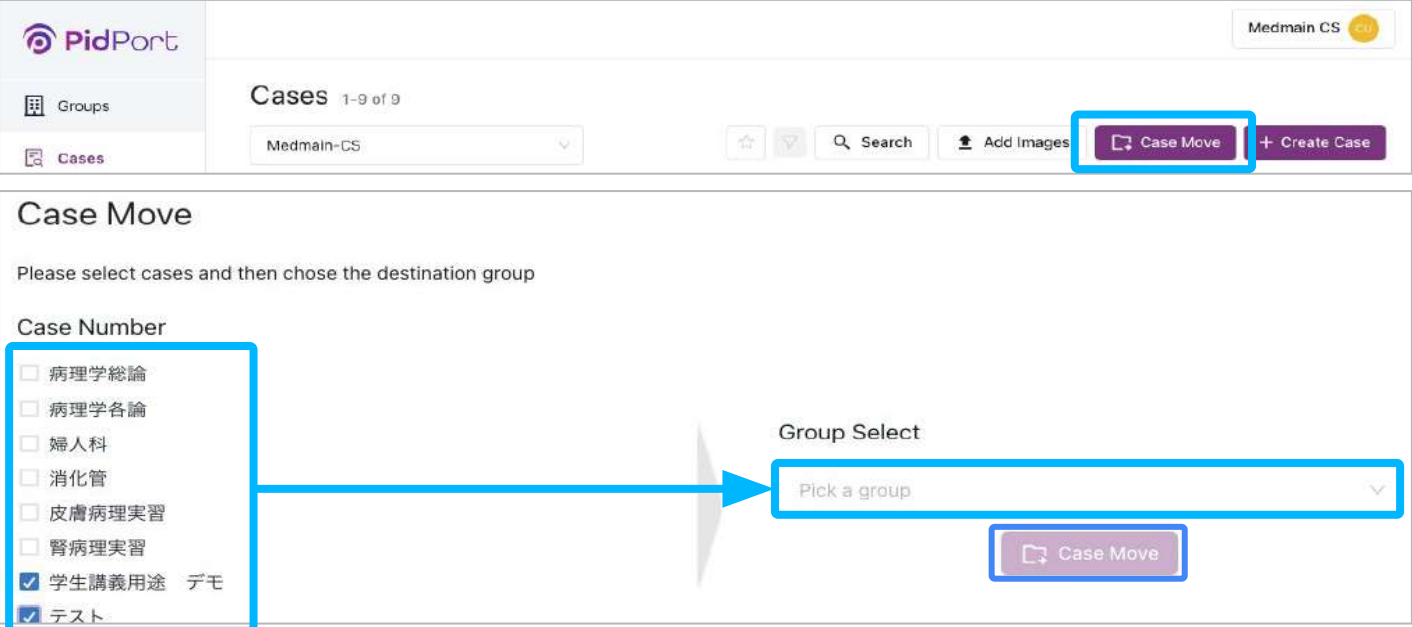 PidPort
Medmain CS CU
Groups
Cases
Cases 1-9 of 9
Medmain-CS
Search
Add Images
Case Move
+ Create Case
Case Move
Please select cases and then chose the destination group
Case Number
病理学総論
病理学各論
婦人科
消化管
皮膚病理実習
腎病理実習
学生講義用途　デモ
テスト
Group Select
Pick a group
Case Move